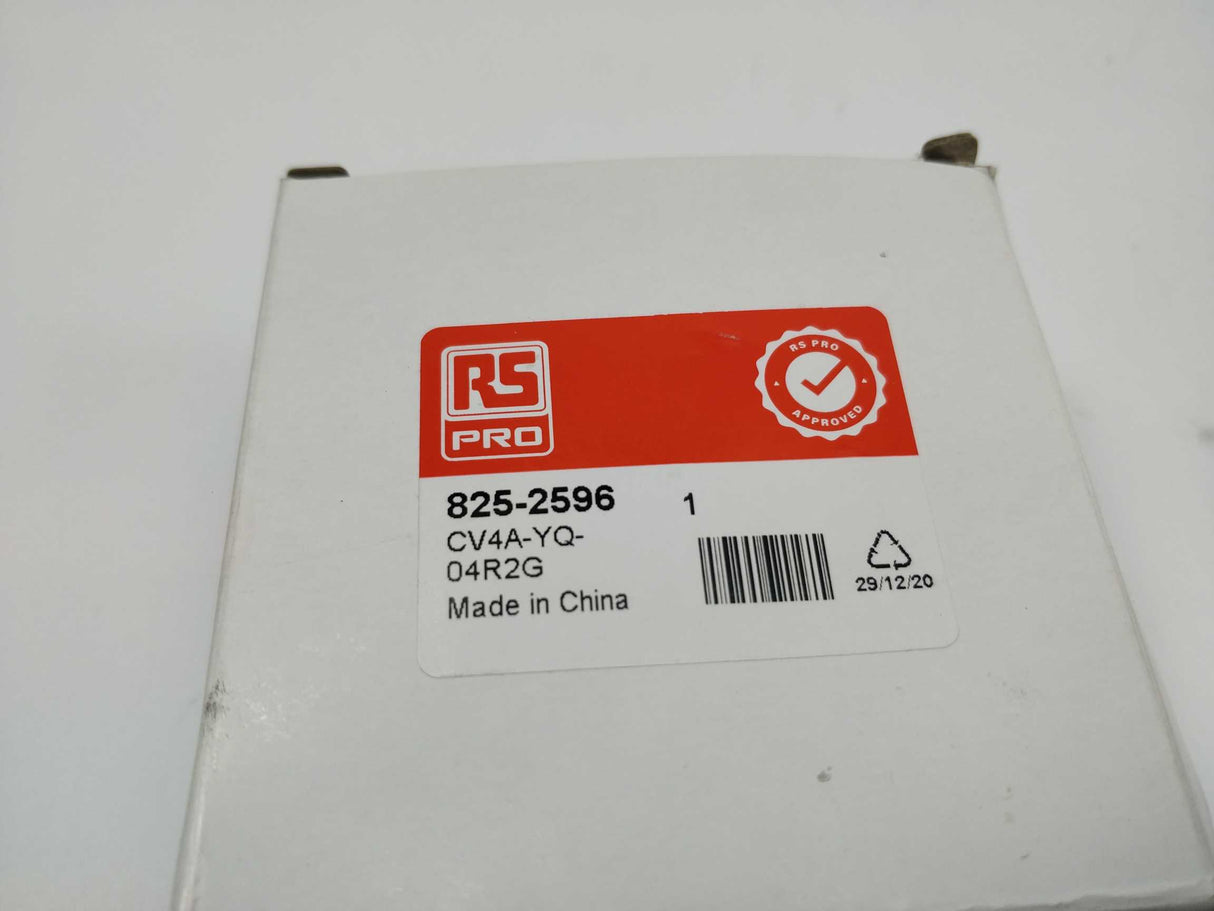 RS
PRO
RS PRO
APPROVED
825-2596 1
CV4A-YQ-
04R2G
Made in China
29/12/20